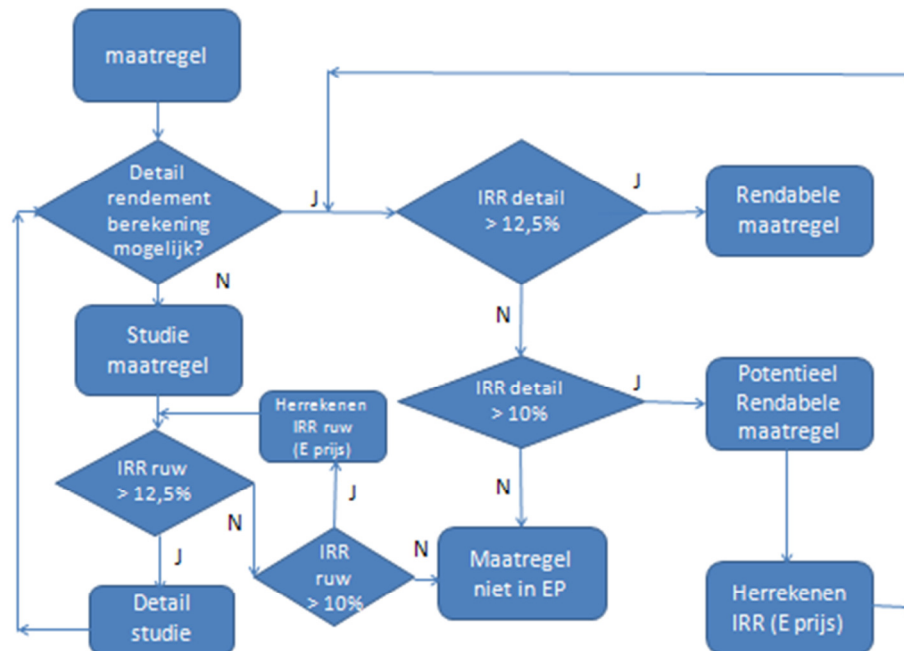 maatregel
Detail
rendement
berekening
mogelijk?
J
IRR detail
> 12,5%
J
Rendabele
maatregel
N
Studie
maatregel
N
IRR detail
> 10%
J
Potentieel
Rendabele
maatregel
Herrekenen
IRR ruw
(E prijs)
IRR ruw
> 12,5%
N
J
N
J
IRR
ruw
> 10%
N
Maatregel
niet in EP
Detail
studie
Herrekenen
IRR (E prijs)